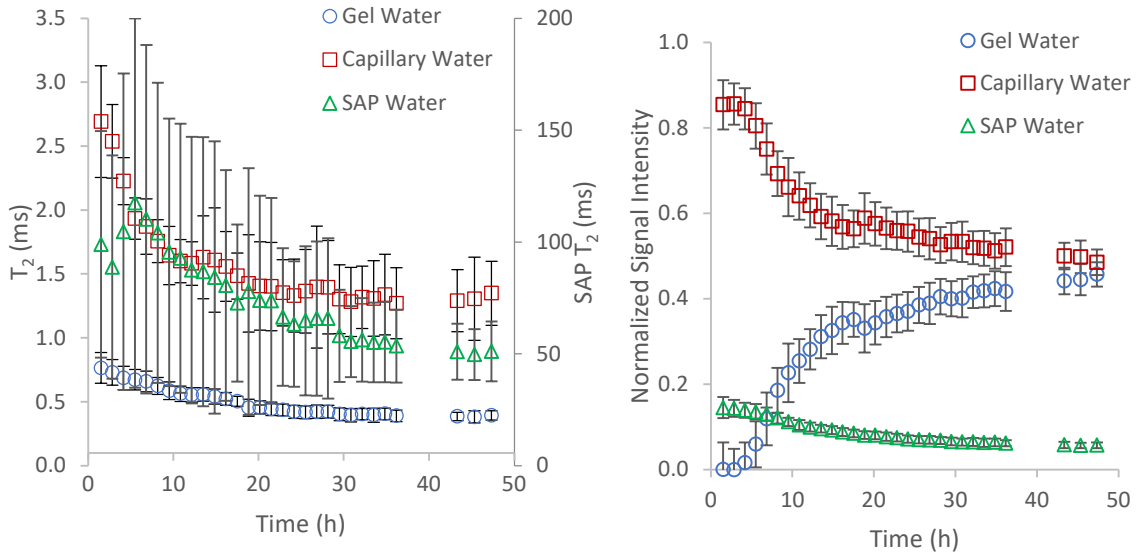 3.5
3.0
2.5
2.0
1.5
1.0
0.5
0.0
T2 (ms)
200
150
100
50
0
SAP T2 (ms)
Gel Water
Capillary Water
SAP Water
0 10 20 30 40 50
Time (h)
1.0
0.8
0.6
0.4
0.2
0.0
Normalized Signal Intensity
Gel Water
Capillary Water
SAP Water
0 10 20 30 40 50
Time (h)